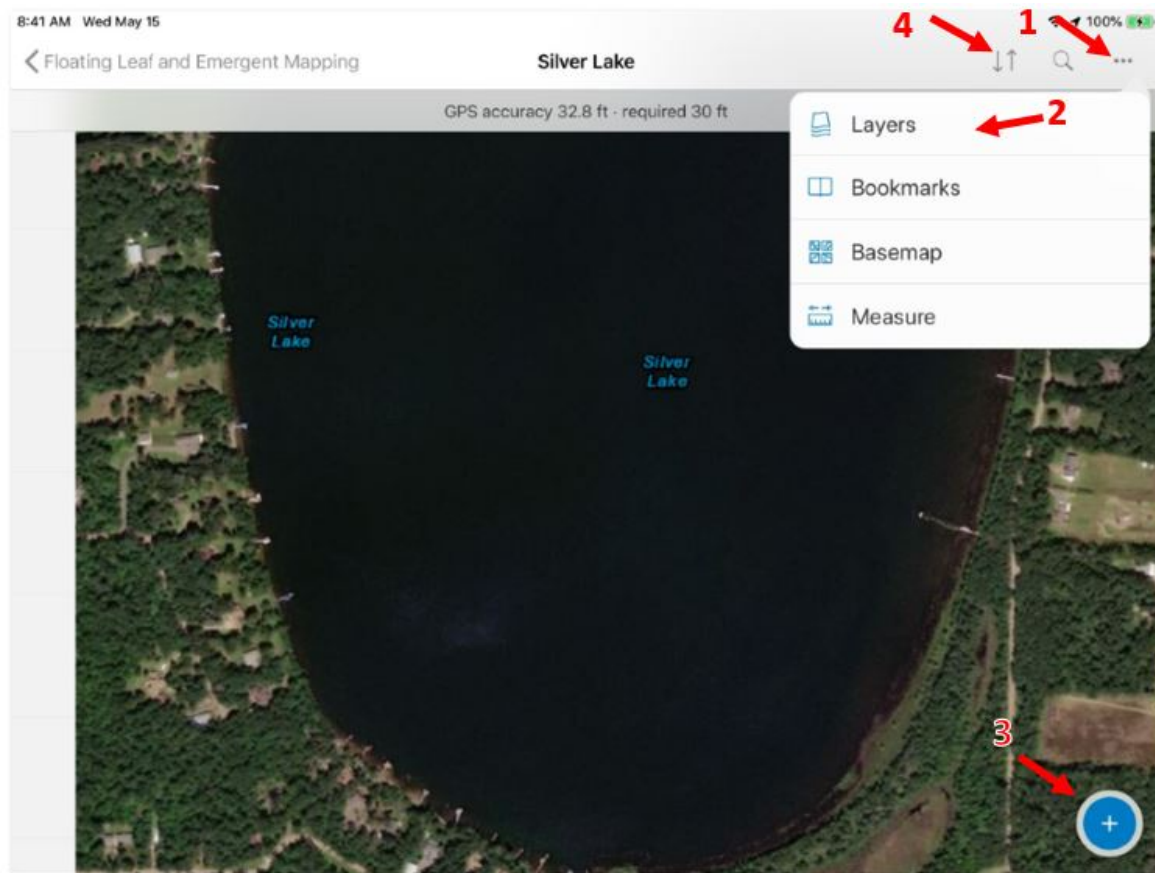 8:41 AM Wed May 15
4
1
100%
Floating Leaf and Emergent Mapping
Silver Lake
GPS accuracy 32.8 ft · required 30 ft
Layers
2
Bookmarks
Basemap
Measure
Silver
Lake
Silver
Lake
3